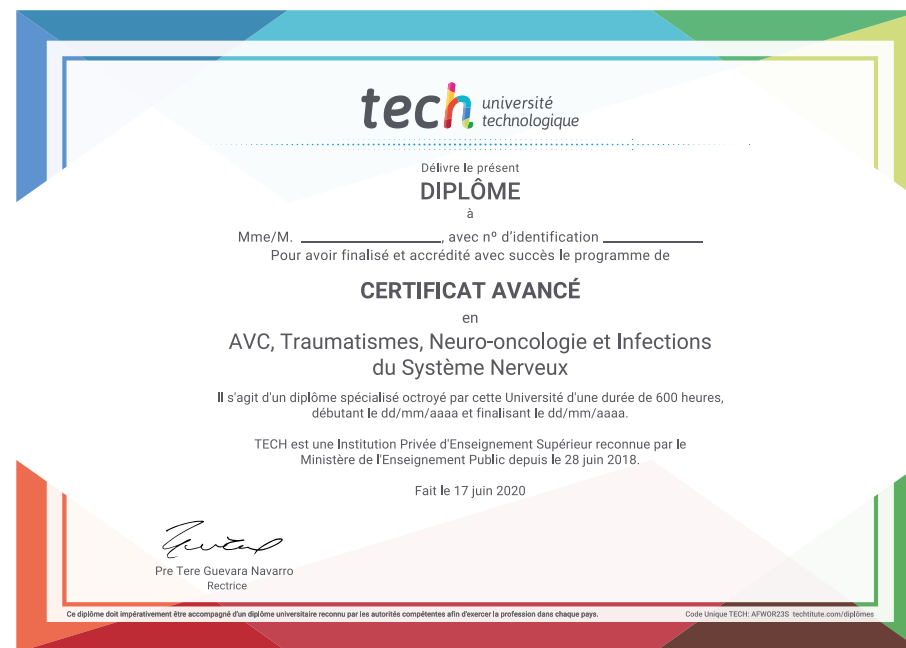 tech université
technologique
Délivre le présent
DIPLÔME
à
Mme/M. ____________________, avec nº d'identification ______________
Pour avoir finalisé et accrédité avec succès le programme de
CERTIFICAT AVANCÉ
en
AVC, Traumatismes, Neuro-oncologie et Infections
du Système Nerveux
Il s'agit d'un diplôme spécialisé octroyé par cette Université d'une durée de 600 heures,
débutant le dd/mm/aaaa et finalisant le dd/mm/aaaa.
TECH est une Institution Privée d'Enseignement Supérieur reconnue par le
Ministère de l'Enseignement Public depuis le 28 juin 2018.
Fait le 17 juin 2020
Pre Tere Guevara Navarro
Rectrice
Ce diplôme doit impérativement être accompagné d'un diplôme universitaire reconnu par les autorités compétentes afin d'exercer la profession dans chaque pays.
Code Unique TECH: AFWOR23S techtitute.com/diplômes